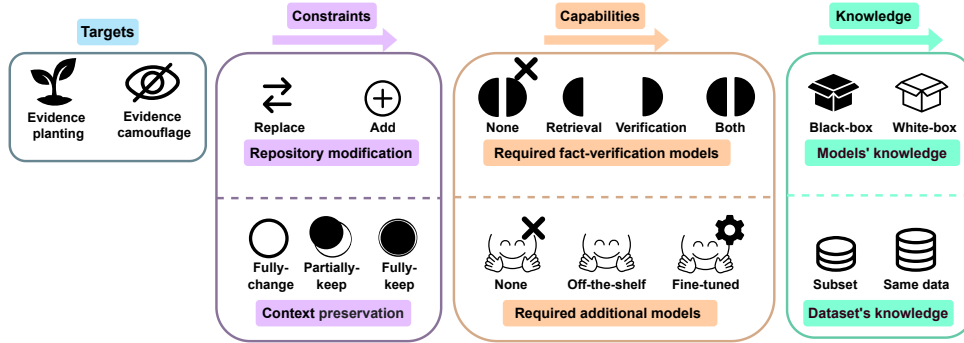 Targets
Evidence
planting
Evidence
camouflage
Constraints
Replace
Add
Repository modification
Fully-
change
Partially-
keep
Fully-
keep
Context preservation
Capabilities
None
Retrieval
Verification
Both
Required fact-verification models
None
Off-the-shelf
Fine-tuned
Required additional models
Knowledge
Black-box
White-box
Models' knowledge
Subset
Same data
Dataset's knowledge